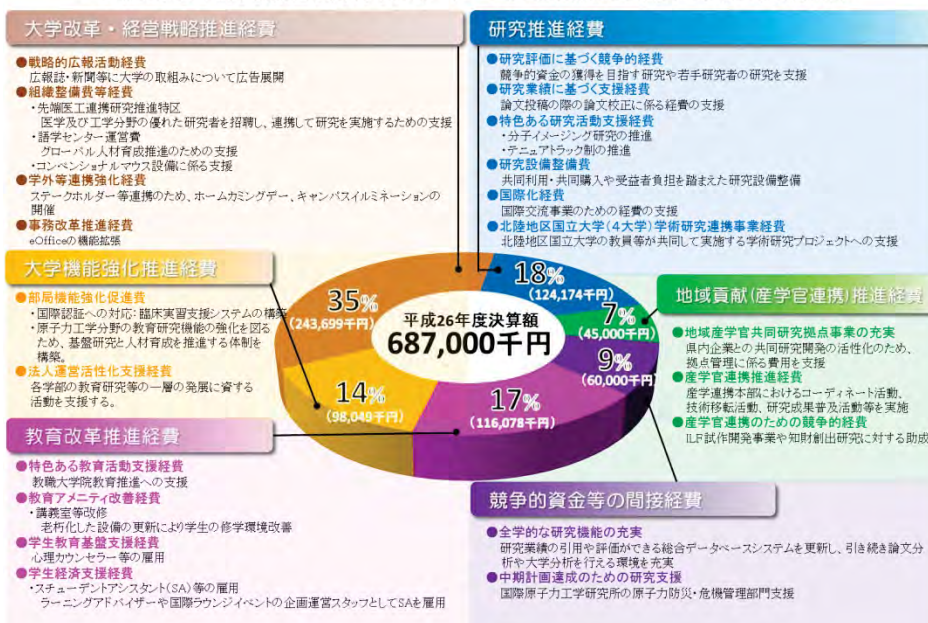 大学改革・経営戦略推進経費
●戦略的広報活動経費
広報誌・新聞等に大学の取組みについて広告展開
●組織整備費等経費
・先端医工連携研究推進特区
医学及び工学分野の優れた研究者を招聘し、連携して研究を実施するための支援
・語学センター運営費
グローバル人材育成推進のための支援
・コンベンショナルマウス設備に係る支援
●学外等連携強化経費
ステークホルダー等連携のため、ホームカミングデー、キャンパスイルミネーションの
開催
●事務改革推進経費
eOfficeの機能拡張
研究推進経費
●研究評価に基づく競争的経費
競争的資金の獲得を目指す研究や若手研究者の研究を支援
●研究業績に基づく支援経費
論文投稿の際の論文校正に係る経費の支援
●特色ある研究活動支援経費
・分子イメージング研究の推進
・テニュアトラック制の推進
●研究設備整備費
共同利用・共同購入や受益者負担を踏まえた研究設備整備
●国際化経費
国際交流事業のための経費の支援
●北陸地区国立大学(4大学)学術研究連携事業経費
北陸地区国立大学の教員等が共同して実施する学術研究プロジェクトへの支援
大学機能強化推進経費
●部局機能強化促進費
・国際認証への対応:臨床実習支援システムの構築
・原子力工学分野の教育研究機能の強化を図る
ため、基盤研究と人材育成を推進する体制を
構築。
●法人運営活性化支援経費
各学部の教育研究等の一層の発展に資する
活動を支援する。
35%
(243,699千円)
18%
(124,174千円)
7%
(45,000千円)
9%
(60,000千円)
17%
(116,078千円)
14%
(98,049千円)
平成26年度決算額
687,000千円
地域貢献(産学官連携)推進経費
●地域産学官共同研究拠点事業の充実
県内企業との共同研究開発の活性化のため、
拠点管理に係る費用を支援
●産学官連携推進経費
産学連携本部におけるコーディネート活動、
技術移転活動、研究成果普及活動等を実施
●産学官連携のための競争的経費
ILF試作開発事業や知財創出研究に対する助成
教育改革推進経費
●特色ある教育活動支援経費
教職大学院教育推進への支援
●教育アメニティ改善経費
・講義室等改修
老朽化した設備の更新により学生の修学環境改善
●学生教育基盤支援経費
心理カウンセラー等の雇用
●学生経済支援経費
・スチューデントアシスタント(SA)等の雇用
ラーニングアドバイザーや国際ラウンジイベントの企画運営スタッフとしてSAを雇用
競争的資金等の間接経費
●全学的な研究機能の充実
研究業績の引用や評価ができる総合データベースシステムを更新し、引き続き論文分
析や大学分析を行える環境を充実
●中期計画達成のための研究支援
国際原子力工学研究所の原子力防災・危機管理部門支援